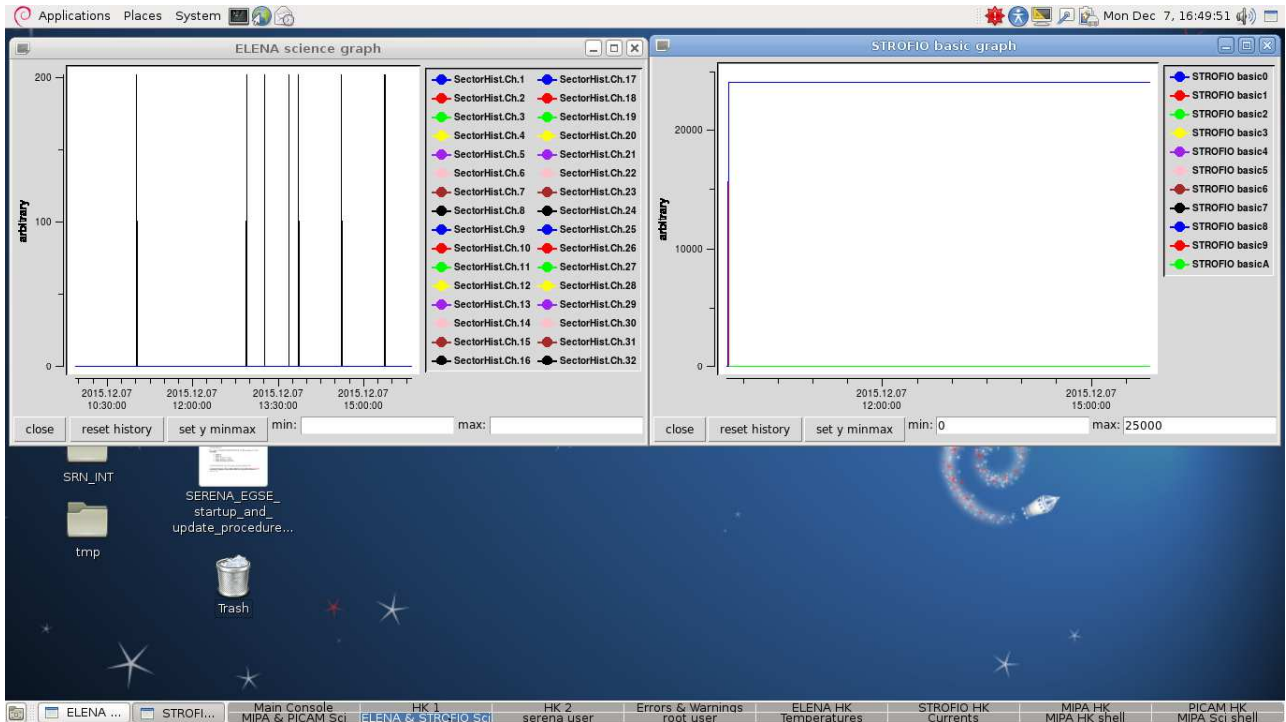 Applications Places System Mon Dec 7, 16:49:51
ELENA science graph
200
100
0
arbitrary
2015.12.07 2015.12.07 2015.12.07 2015.12.07
10:30:00 12:00:00 13:30:00 15:00:00
SectorHist.Ch.1 SectorHist.Ch.17
SectorHist.Ch.2 SectorHist.Ch.18
SectorHist.Ch.3 SectorHist.Ch.19
SectorHist.Ch.4 SectorHist.Ch.20
SectorHist.Ch.5 SectorHist.Ch.21
SectorHist.Ch.6 SectorHist.Ch.22
SectorHist.Ch.7 SectorHist.Ch.23
SectorHist.Ch.8 SectorHist.Ch.24
SectorHist.Ch.9 SectorHist.Ch.25
SectorHist.Ch.10 SectorHist.Ch.26
SectorHist.Ch.11 SectorHist.Ch.27
SectorHist.Ch.12 SectorHist.Ch.28
SectorHist.Ch.13 SectorHist.Ch.29
SectorHist.Ch.14 SectorHist.Ch.30
SectorHist.Ch.15 SectorHist.Ch.31
SectorHist.Ch.16 SectorHist.Ch.32
close reset history set y minmax min: max:
STROFIO basic graph
20000
10000
0
arbitrary
2015.12.07 2015.12.07
12:00:00 15:00:00
STROFIO basic0
STROFIO basic1
STROFIO basic2
STROFIO basic3
STROFIO basic4
STROFIO basic5
STROFIO basic6
STROFIO basic7
STROFIO basic8
STROFIO basic9
STROFIO basicA
close reset history set y minmax min: 0 max: 25000
SRN_INT
SERENA_EGSE_
startup_and_
update_procedure...
tmp
Trash
ELENA ... STROFI...
Main Console HK 1 HK 2 Errors & Warnings ELENA HK STROFIO HK MIPA HK PICAM HK
MIPA & PICAM Sci ELENA & STROFIO Sci serena user root user Temperatures Currents MIPA HK Shell MIPA Sci shell